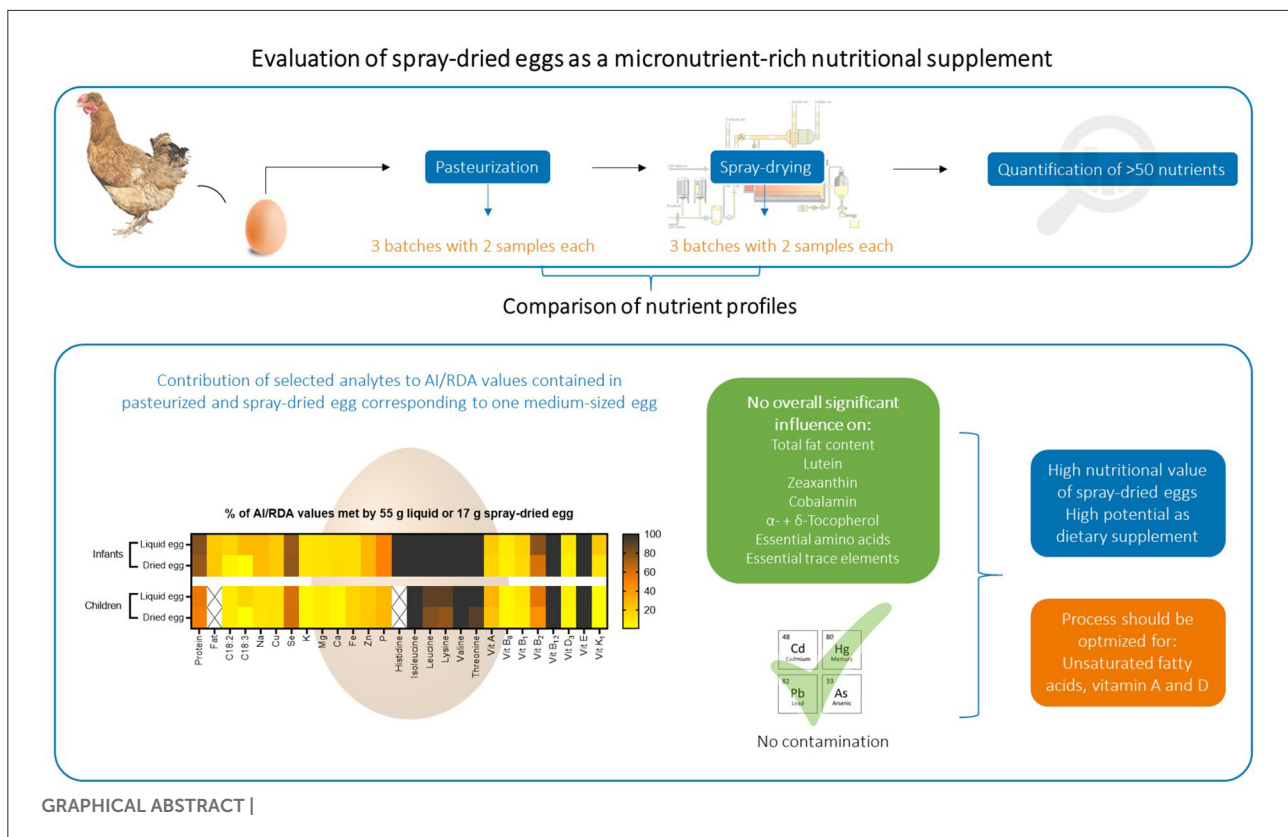 Evaluation of spray-dried eggs as a micronutrient-rich nutritional supplement
Pasteurization
Spray-drying
Quantification of >50 nutrients
3 batches with 2 samples each
3 batches with 2 samples each
Comparison of nutrient profiles
Contribution of selected analytes to AI/RDA values contained in
pasteurized and spray-dried egg corresponding to one medium-sized egg
% of AI/RDA values met by 55 g liquid or 17 g spray-dried egg
Infants
Liquid egg
Dried egg
Children
Liquid egg
Dried egg
100
80
60
40
20
Protein
Fat
C18:2
C18:3
Na
Cu
Se
K
Mg
Ca
Fe
Zn
P
Histidine
Isoleucine
Leucine
Lysine
Valine
Threonine
Vit A
Vit B6
Vit B1
Vit B2
Vit B12
Vit D3
Vit E
Vit K1
No overall significant
influence on:
Total fat content
Lutein
Zeaxanthin
Cobalamin
α- + δ-Tocopherol
Essential amino acids
Essential trace elements
48
Cd
Cadmium
80
Hg
Mercury
82
Pb
Lead
33
As
Arsenic
No contamination
High nutritional value
of spray-dried eggs
High potential as
dietary supplement
Process should be
optmized for:
Unsaturated fatty
acids, vitamin A and D
GRAPHICAL ABSTRACT |